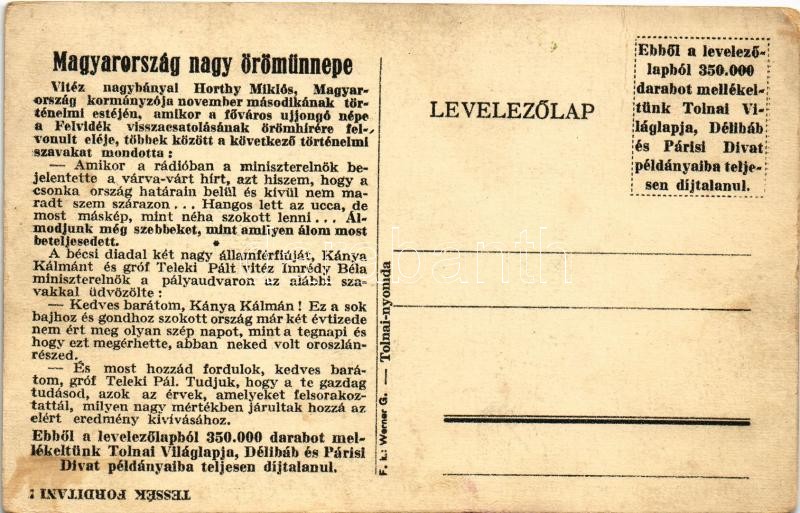 Magyarország nagy örömünnepe
Vitéz nagybányai Horthy Miklós, Magyar-
ország kormányzója november másodikának tör-
ténelmi estéjén, amikor a főváros ujjongó népe
a Felvidék visszacsatolásának örömhírére fel-
vonult eléje, többek között a következő történelmi
szavakat mondotta :
— Amikor a rádióban a miniszterelnök be-
jelentette a várva-várt hírt, azt hiszem, hogy a
csonka ország határain belül és kívül nem ma-
radt szem szárazon . . . Hangos lett az ucca, de
most máskép, mint néha szokott lenni . . . Ál-
modjunk még szebbeket, mint amilyen álom most
beteljesedett.
*
A bécsi diadal két nagy államférfiúját, Kánya
Kálmánt és gróf Teleki Pált vitéz Imrédy Béla
miniszterelnök a pályaudvaron az alábbi sza-
vakkal üdvözölte :
— Kedves barátom, Kánya Kálmán ! Ez a sok
bajhoz és gondhoz szokott ország már két évtizede
nem ért meg olyan szép napot, mint a tegnapi és
hogy ezt megérhette, abban neked volt oroszlán-
részed.
— És most hozzád fordulok, kedves bará-
tom, gróf Teleki Pál. Tudjuk, hogy a te gazdag
tudásod, azok az érvek, amelyeket felsorakoz-
tattál, milyen nagy mértékben járultak hozzá az
elért eredmény kivívásához.
Ebből a levelezőlapból 350.000 darabot mel-
lékeltünk Tolnai Világlapja, Délibáb és Párisi
Divat példányaiba teljesen díjtalanul.
TESSÉK FORDITANI :
F. k.: Werner G. — Tolnai-nyomda
LEVELEZŐLAP
Ebből a levelező-
lapból 350.000
darabot mellékel-
tünk Tolnai Vi-
láglapja, Délibáb
és Párisi Divat
példányaiba telje-
sen díjtalanul.